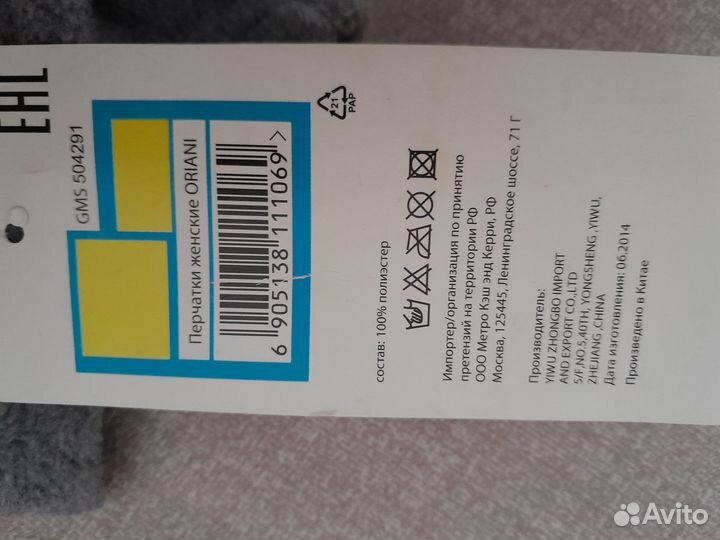 EAC
GMS 504291
Перчатки женские ORIANI
6 905138 111069 >
21
PAP
состав: 100% полиэстер
Импортер/организация по принятию
претензий на территории РФ
ООО Метро Кэш энд Керри, РФ
Москва, 125445, Ленинградское шоссе, 71 Г
Производитель:
YIWU ZHONGBO IMPORT
AND EXPORT CO.,LTD
5/F,NO.5,40TH, YONGSHENG ,YIWU,
ZHEJIANG ,CHINA
Дата изготовления: 06.2014
Произведено в Китае
Avito